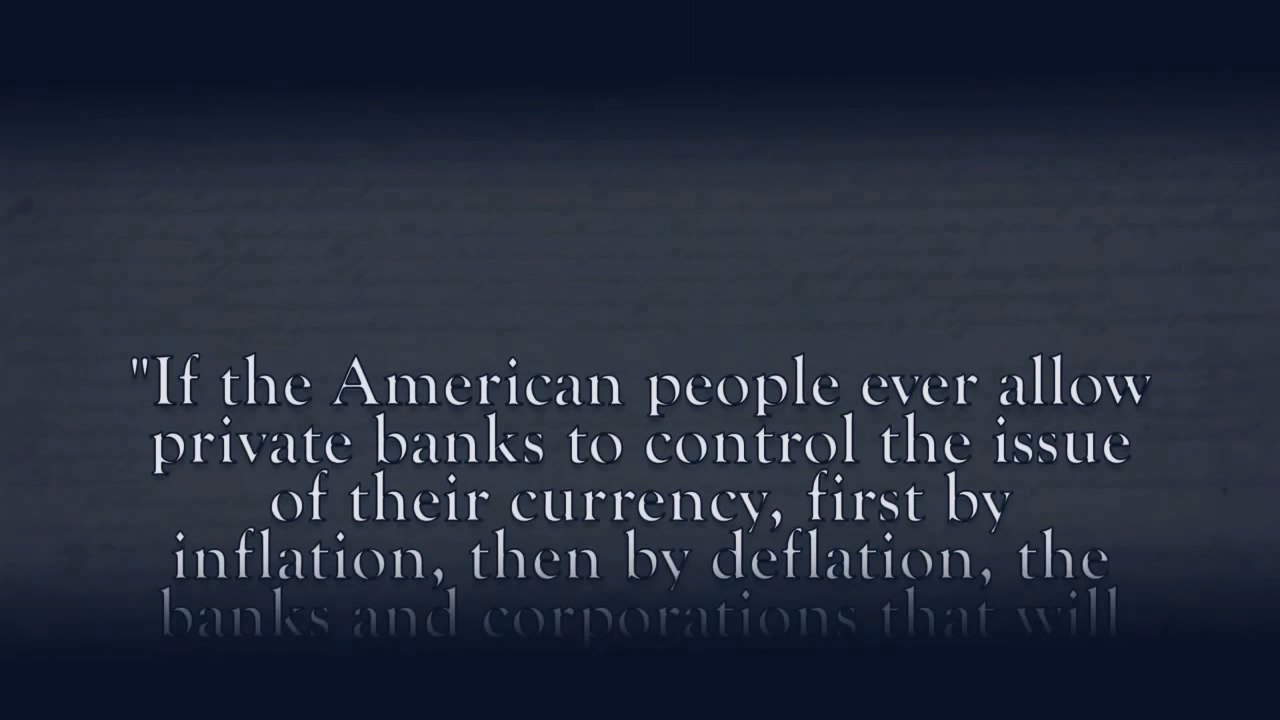 "If the American people ever allow
private banks to control the issue
of their currency, first by
inflation, then by deflation, the
banks and corporations that will